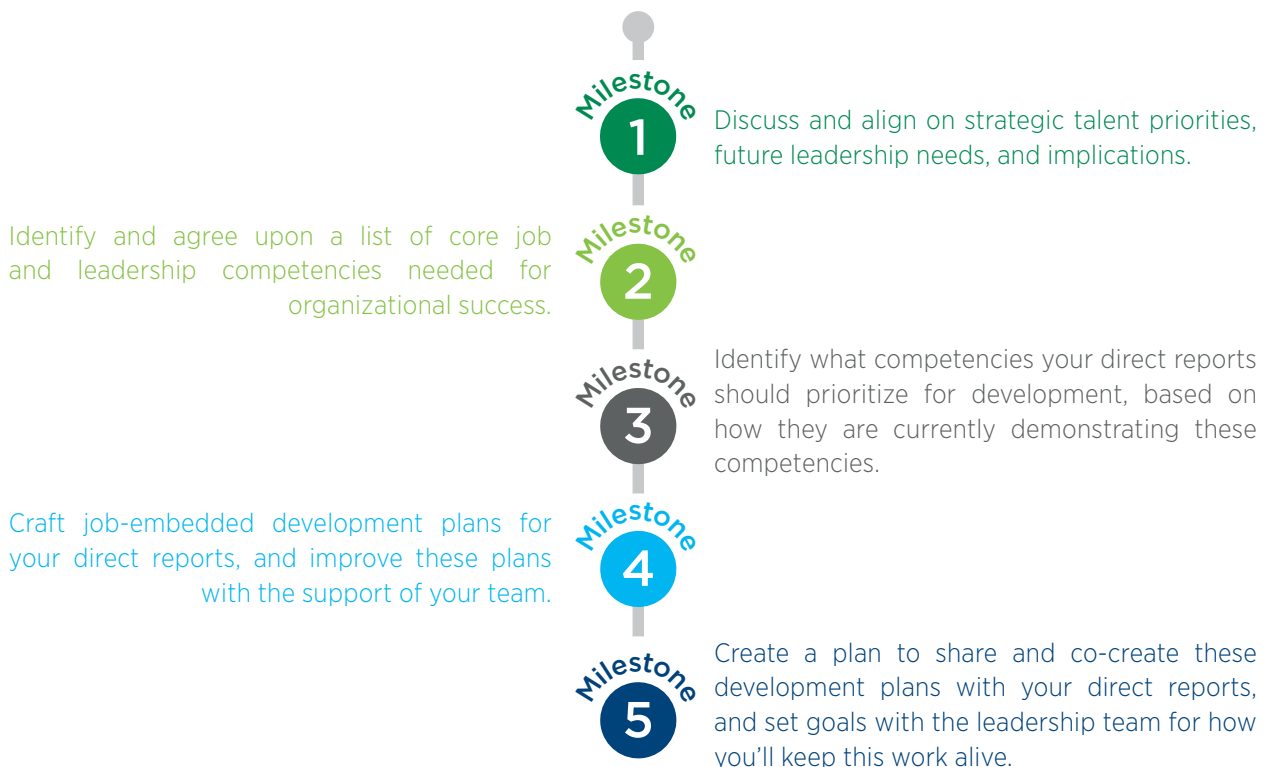 Milestone
1
Discuss and align on strategic talent priorities,
future leadership needs, and implications.
Milestone
2
Identify and agree upon a list of core job
and leadership competencies needed for
organizational success.
Milestone
3
Identify what competencies your direct reports
should prioritize for development, based on
how they are currently demonstrating these
competencies.
Milestone
4
Craft job-embedded development plans for
your direct reports, and improve these plans
with the support of your team.
Milestone
5
Create a plan to share and co-create these
development plans with your direct reports,
and set goals with the leadership team for how
you'll keep this work alive.